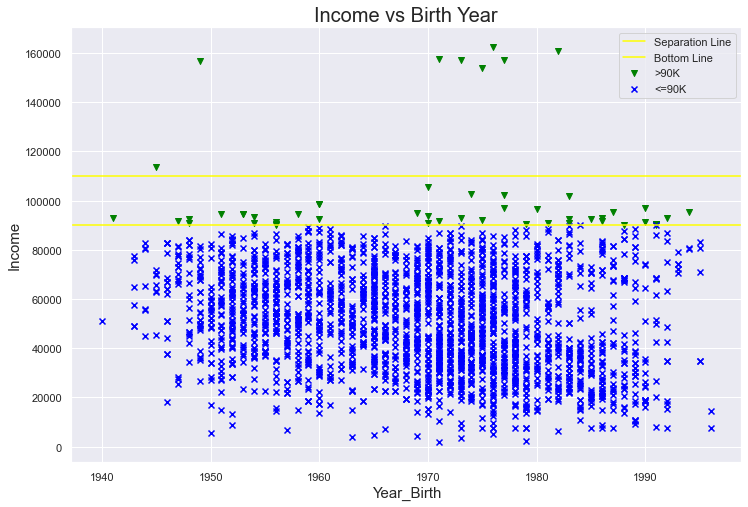 Income vs Birth Year
Separation Line
Bottom Line
>90K
<=90K
160000
140000
120000
100000
80000
60000
40000
20000
0
Income
1940 1950 1960 1970 1980 1990
Year_Birth